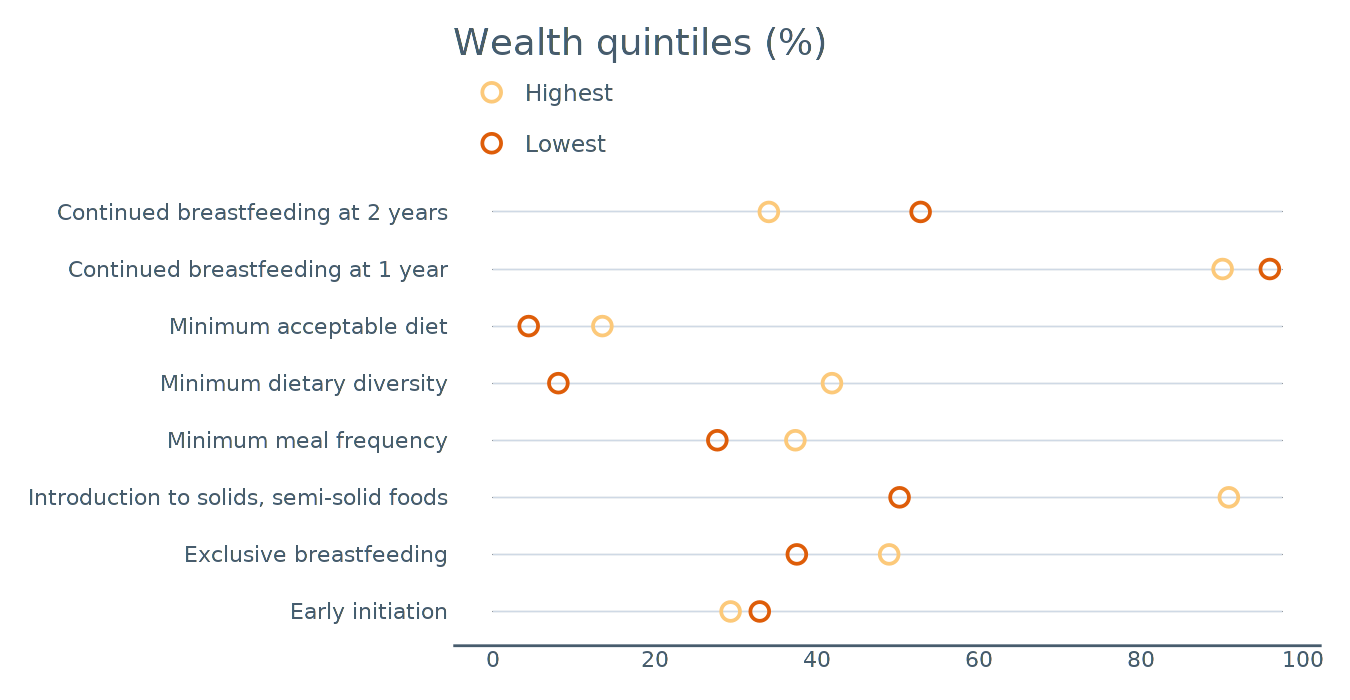 Wealth quintiles (%)
Highest
Lowest
Continued breastfeeding at 2 years
Continued breastfeeding at 1 year
Minimum acceptable diet
Minimum dietary diversity
Minimum meal frequency
Introduction to solids, semi-solid foods
Exclusive breastfeeding
Early initiation
0 20 40 60 80 100